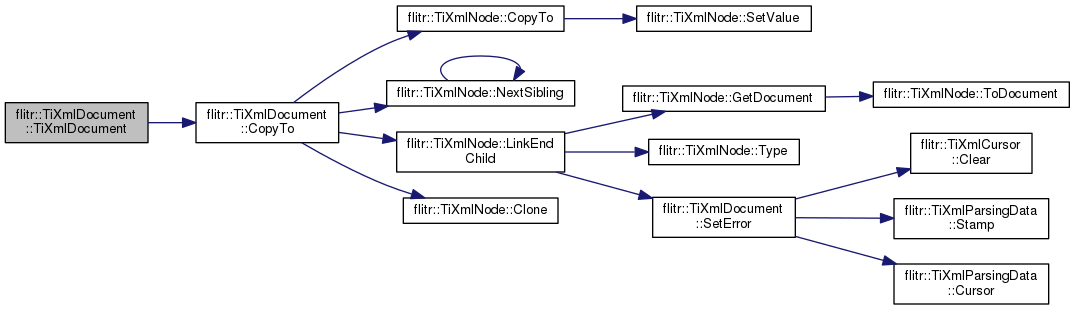 flitr::TiXmlDocument
::TiXmlDocument
flitr::TiXmlDocument
::CopyTo
flitr::TiXmlNode::CopyTo
flitr::TiXmlNode::SetValue
flitr::TiXmlNode::NextSibling
flitr::TiXmlNode::LinkEnd
Child
flitr::TiXmlNode::Clone
flitr::TiXmlNode::GetDocument
flitr::TiXmlNode::ToDocument
flitr::TiXmlNode::Type
flitr::TiXmlDocument
::SetError
flitr::TiXmlCursor
::Clear
flitr::TiXmlParsingData
::Stamp
flitr::TiXmlParsingData
::Cursor